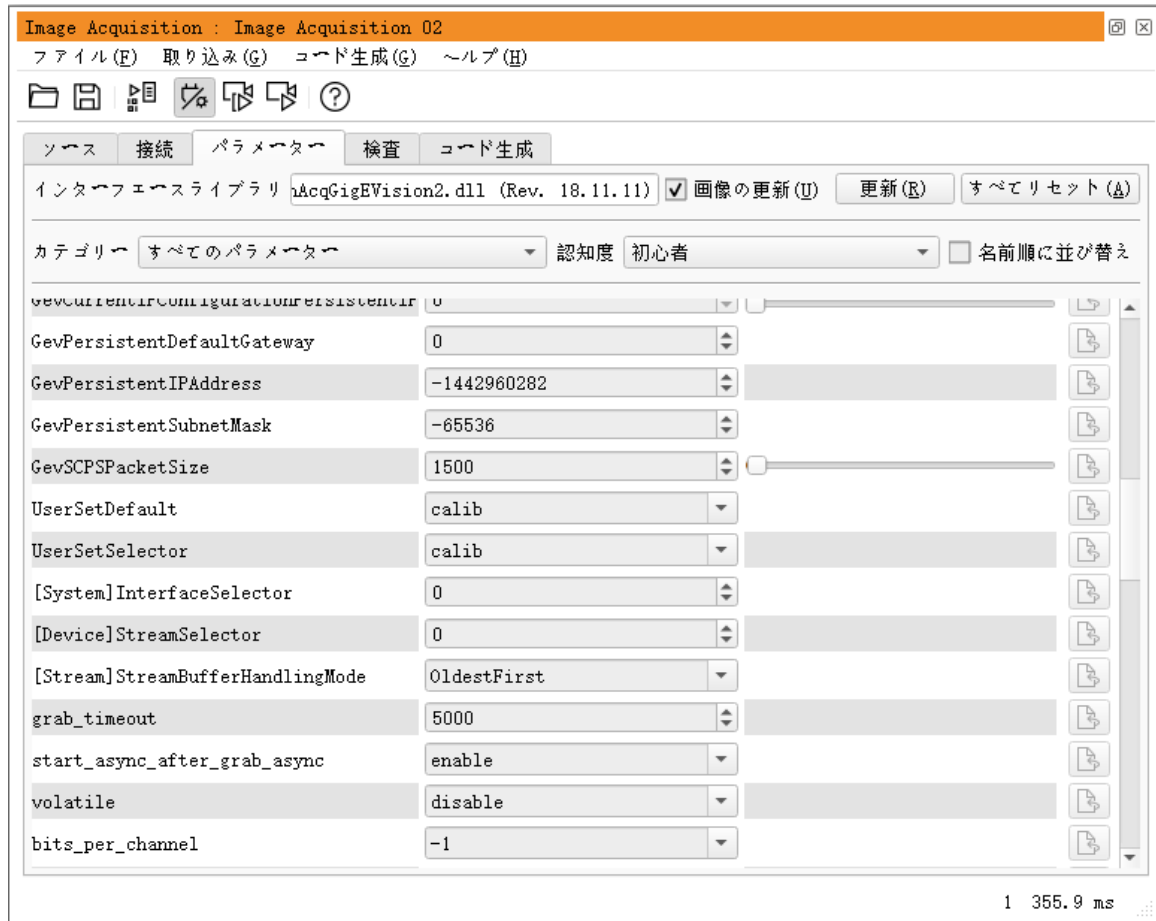 Image Acquisition : Image Acquisition 02
ファイル(F) 取り込み(G) コード生成(G) ヘルプ(H)
ソース 接続 パラメーター 検査 コード生成
インターフェースライブラリ hAcqGigEVision2.dll (Rev. 18.11.11) 画像の更新(U) 更新(R) すべてリセット(A)
カテゴリー すべてのパラメーター 認知度 初心者 名前順に並び替え
GevCurrentIPConfigurationPersistentIP 0
GevPersistentDefaultGateway 0
GevPersistentIPAddress -1442960282
GevPersistentSubnetMask -65536
GevSCPSPacketSize 1500
UserSetDefault calib
UserSetSelector calib
[System]InterfaceSelector 0
[Device]StreamSelector 0
[Stream]StreamBufferHandlingMode OldestFirst
grab_timeout 5000
start_async_after_grab_async enable
volatile disable
bits_per_channel -1
1 355.9 ms